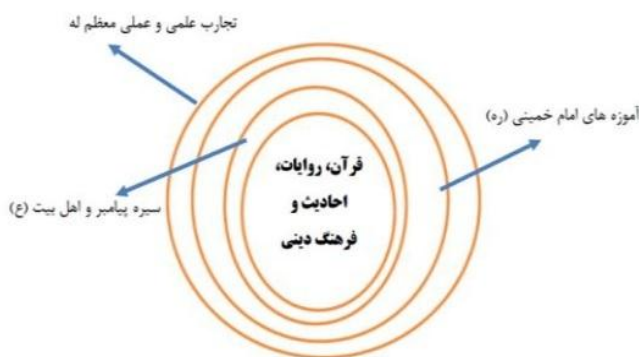 تجارب علمی و عملی معظم له
آموزه های امام خمینی (ره)
قرآن، روایات،
احادیث و
فرهنگ دینی
سیره پیامبر و اهل بیت (ع)